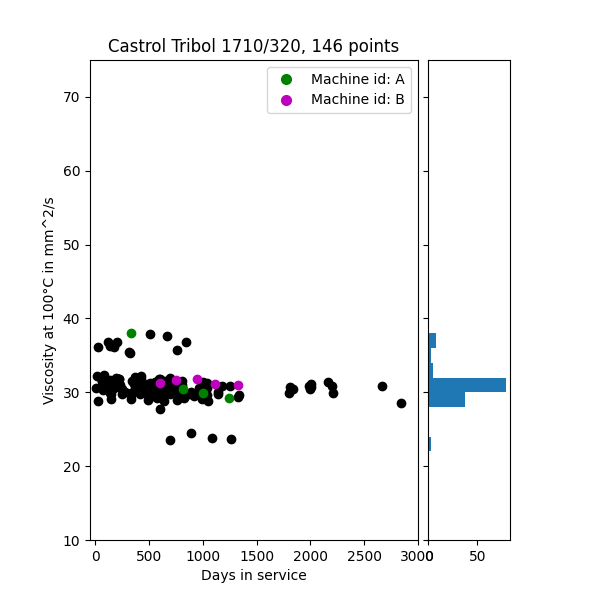 Castrol Tribol 1710/320, 146 points
Machine id: A
Machine id: B
Viscosity at 100°C in mm^2/s
70
60
50
40
30
20
10
0 500 1000 1500 2000 2500 3000
0 50
Days in service